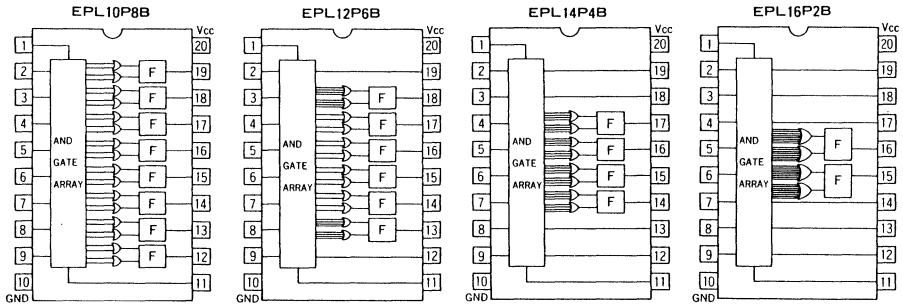 EPL10P8B
Vcc
1 20
2 F 19
3 F 18
4 F 17
AND
5 F 16
GATE
6 F 15
ARRAY
7 F 14
8 F 13
9 F 12
10 11
GND
EPL12P6B
Vcc
1 20
2 19
3 F 18
4 F 17
AND
5 F 16
GATE
6 F 15
ARRAY
7 F 14
8 F 13
9 12
10 11
GND
EPL14P4B
Vcc
1 20
2 19
3 18
4 F 17
AND
5 F 16
GATE
6 F 15
ARRAY
7 F 14
8 13
9 12
10 11
GND
EPL16P2B
Vcc
1 20
2 19
3 18
4 17
AND
F
5 16
GATE
6 15
F
ARRAY
7 14
8 13
9 12
10 11
GND